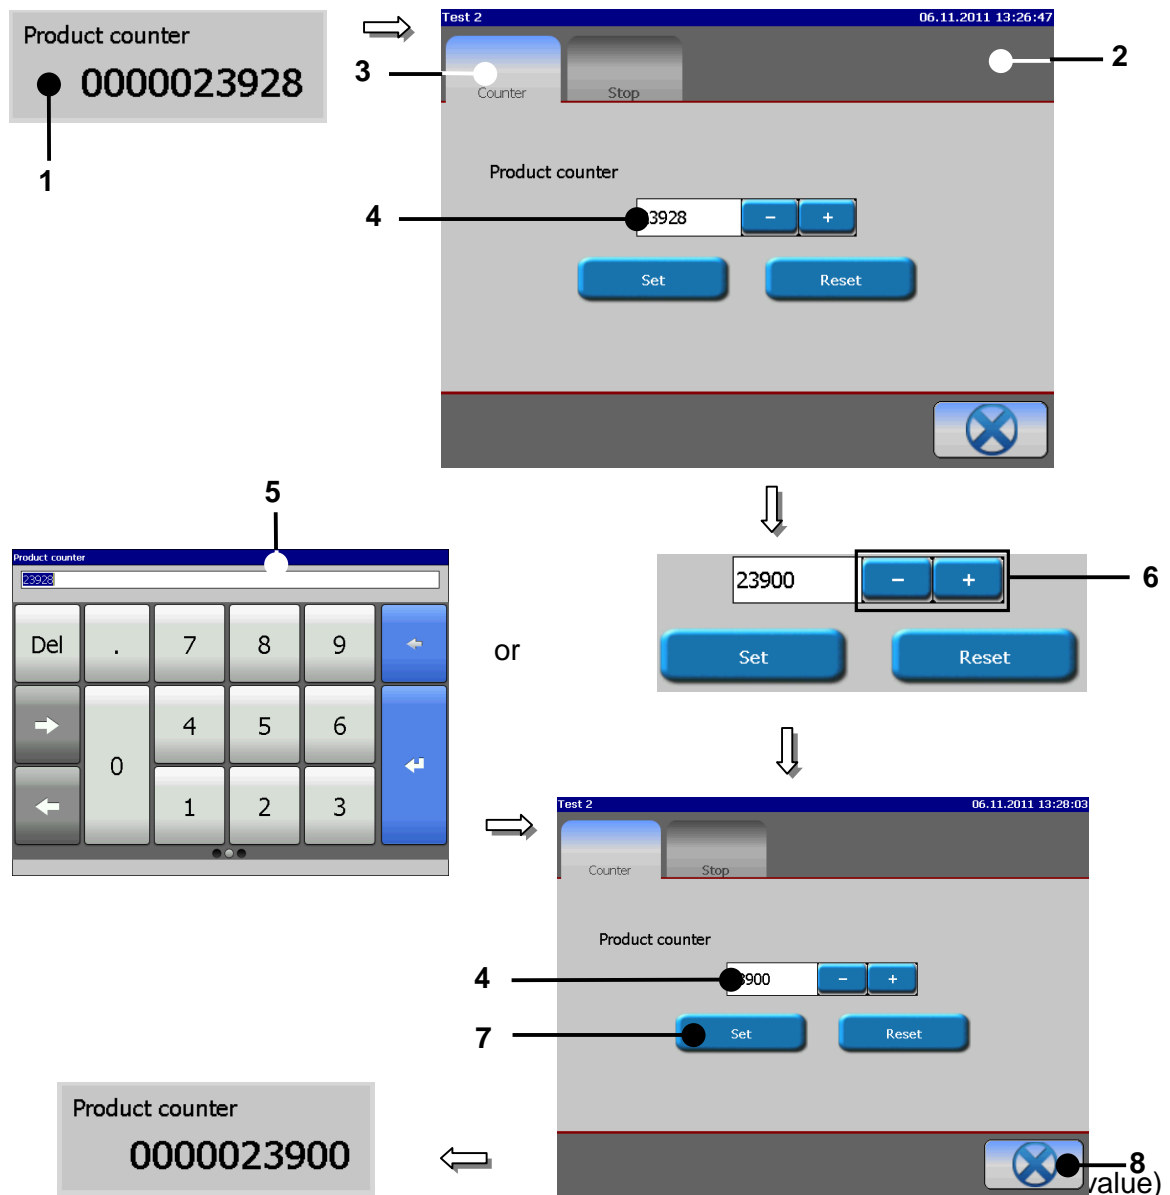 Product counter
0000023928
1
Test 2 06.11.2011 13:26:47
2
3
Counter Stop
Product counter
4
3928 - +
Set Reset
5
Product counter
23928
Del . 7 8 9
4 5 6
0
1 2 3
or
23900 - +
6
Set Reset
Test 2 06.11.2011 13:28:03
Counter Stop
Product counter
4
900 - +
7
Set Reset
8
value)
Product counter
0000023900